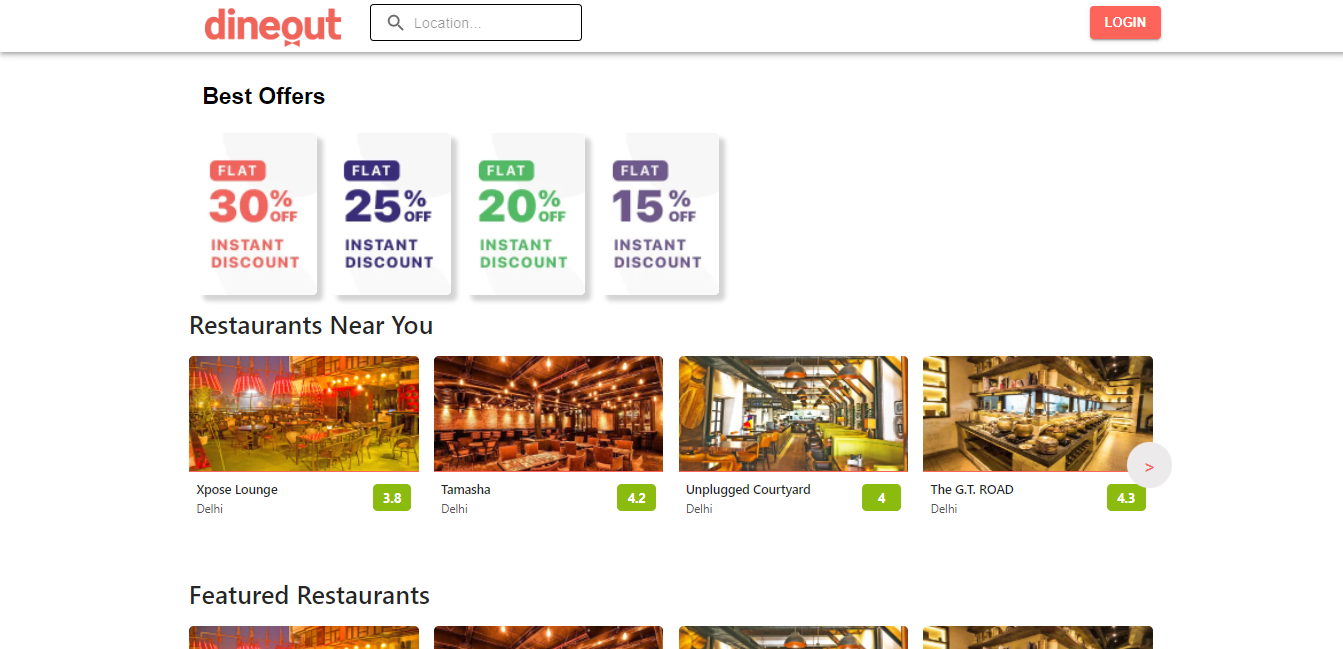 dineout
Location...
LOGIN
Best Offers
FLAT
30% OFF
INSTANT
DISCOUNT
FLAT
25% OFF
INSTANT
DISCOUNT
FLAT
20% OFF
INSTANT
DISCOUNT
FLAT
15% OFF
INSTANT
DISCOUNT
Restaurants Near You
>
Xpose Lounge
Delhi
3.8
Tamasha
Delhi
4.2
Unplugged Courtyard
Delhi
4
The G.T. ROAD
Delhi
4.3
Featured Restaurants